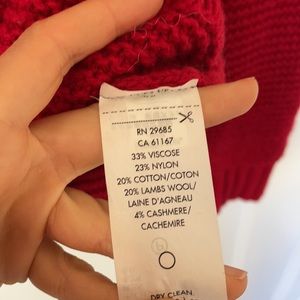 RN 29685
CA 61167
33% VISCOSE
23% NYLON
20% COTTON/COTON
20% LAMBS WOOL/
LAINE D'AGNEAU
4% CASHMERE/
CACHEMIRE
DRY CLEAN